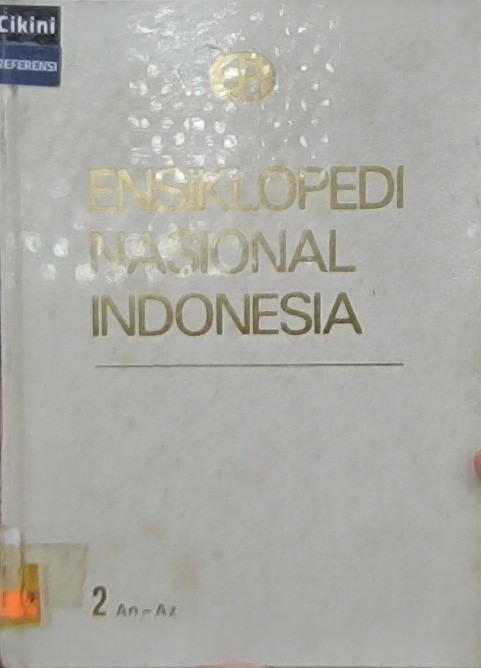 Cikini
REFERENSI
ENSIKLOPEDI
NASIONAL
INDONESIA
2 An - Az